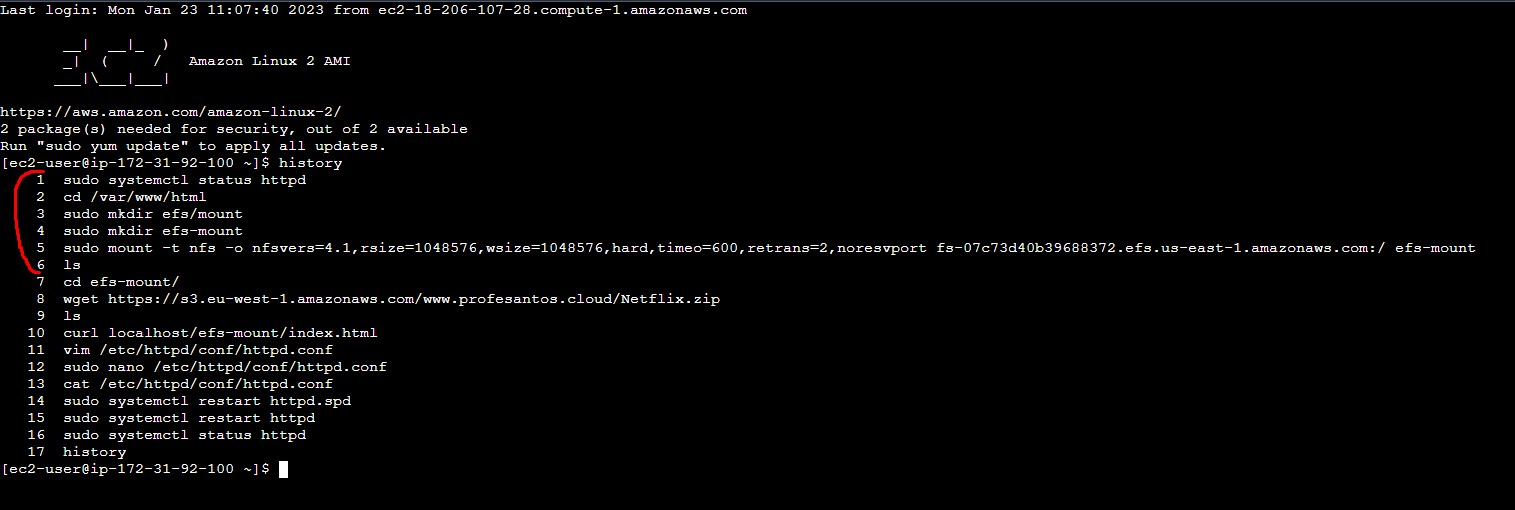 Last login: Mon Jan 23 11:07:40 2023 from ec2-18-206-107-28.compute-1.amazonaws.com
       __|  __|_  )
       _|  (     /   Amazon Linux 2 AMI
      ___|\___|___|
https://aws.amazon.com/amazon-linux-2/
2 package(s) needed for security, out of 2 available
Run "sudo yum update" to apply all updates.
[ec2-user@ip-172-31-92-100 ~]$ history
    1  sudo systemctl status httpd
    2  cd /var/www/html
    3  sudo mkdir efs/mount
    4  sudo mkdir efs-mount
    5  sudo mount -t nfs -o nfsvers=4.1,rsize=1048576,wsize=1048576,hard,timeo=600,retrans=2,noresvport fs-07c73d40b39688372.efs.us-east-1.amazonaws.com:/ efs-mount
    6  ls
    7  cd efs-mount/
    8  wget https://s3.eu-west-1.amazonaws.com/www.profesantos.cloud/Netflix.zip
    9  ls
   10  curl localhost/efs-mount/index.html
   11  vim /etc/httpd/conf/httpd.conf
   12  sudo nano /etc/httpd/conf/httpd.conf
   13  cat /etc/httpd/conf/httpd.conf
   14  sudo systemctl restart httpd.spd
   15  sudo systemctl restart httpd
   16  sudo systemctl status httpd
   17  history
[ec2-user@ip-172-31-92-100 ~]$